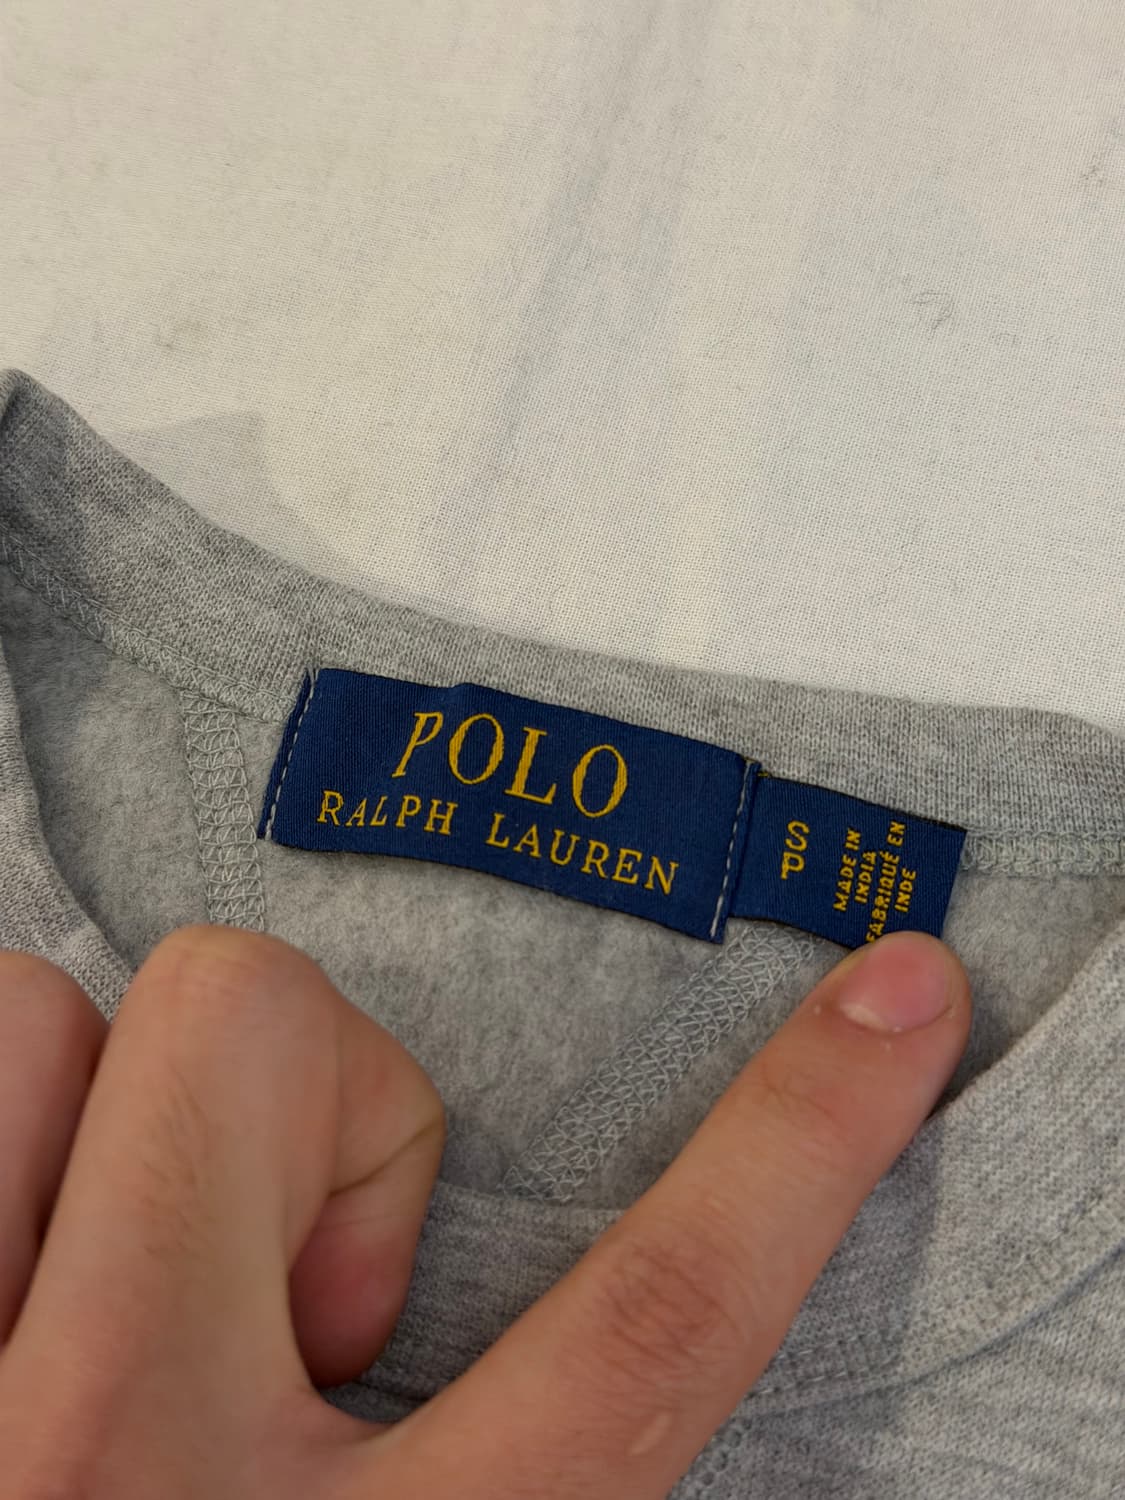 POLO
RALPH LAUREN
S
P
MADE IN
INDIA
FABRIQUÉ EN
INDE